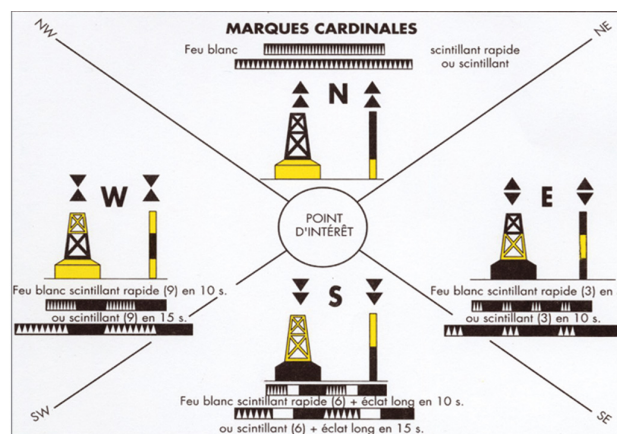 MARQUES CARDINALES
NW
NE
Feu blanc
scintillant rapide
ou scintillant
N
W
E
POINT
D'INTÉRÊT
Feu blanc scintillant rapide (9) en 10 s.
ou scintillant (9) en 15 s.
Feu blanc scintillant rapide (3) en
ou scintillant (3) en 10 s.
S
SW
SE
Feu blanc scintillant rapide (6) + éclat long en 10 s.
ou scintillant (6) + éclat long en 15 s.